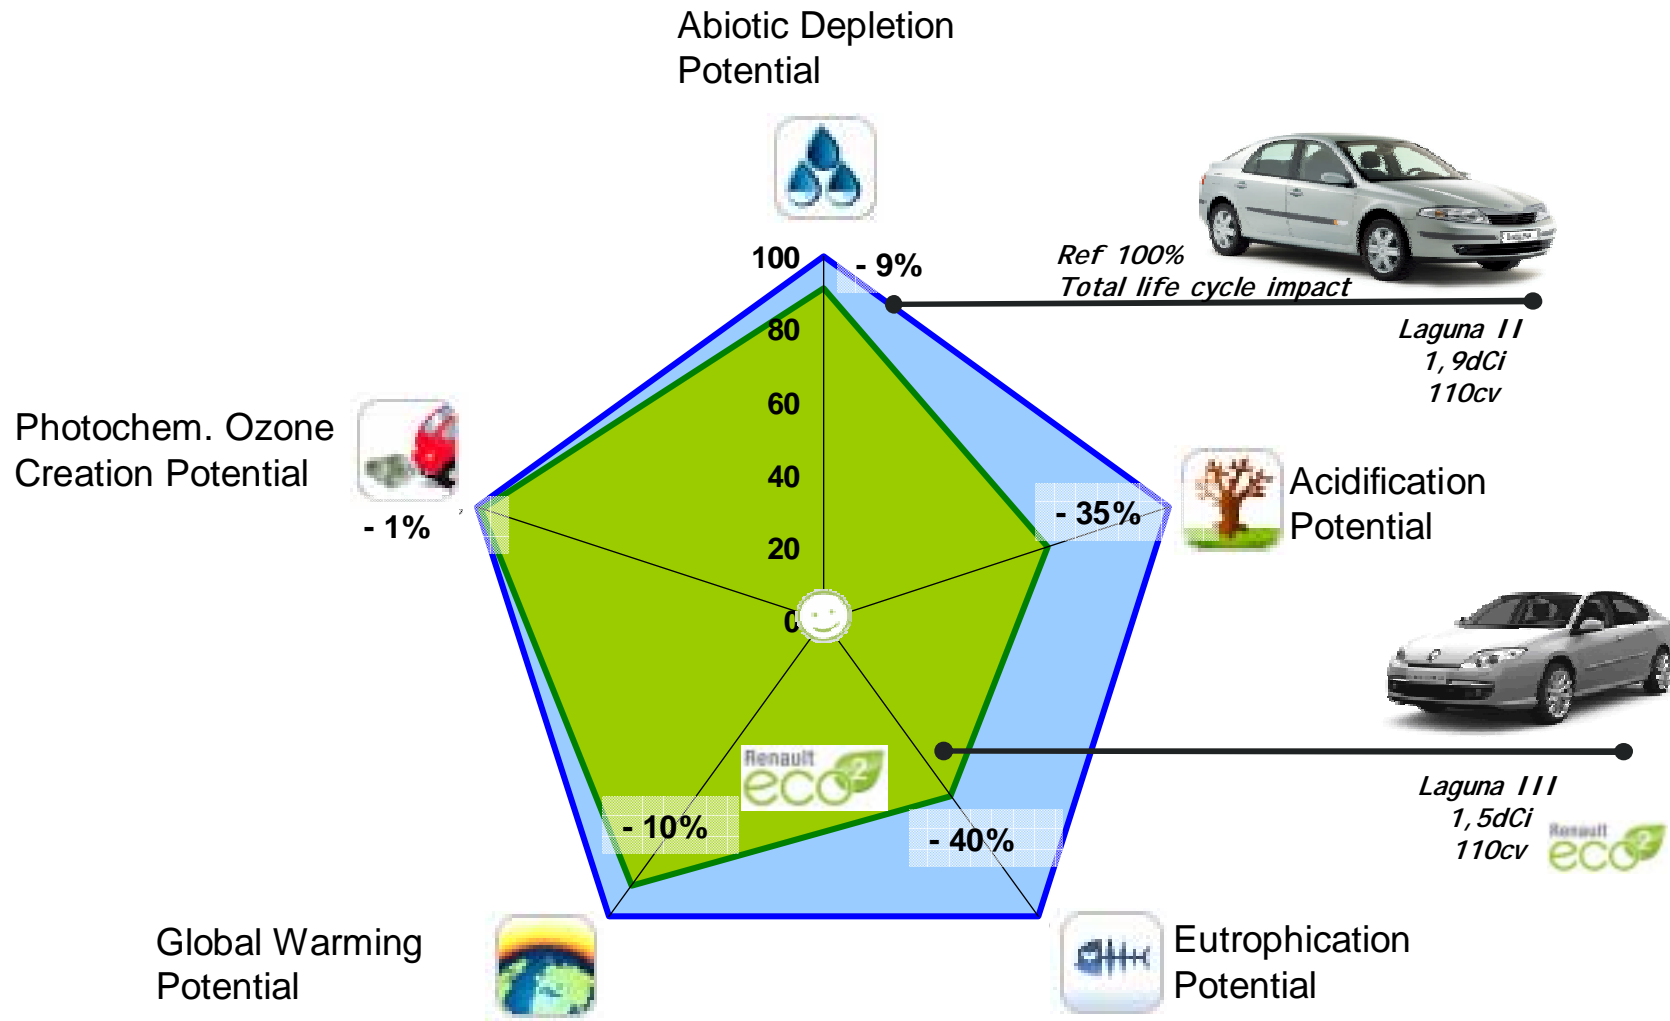 Abiotic Depletion
Potential
100
- 9%
Ref 100%
Total life cycle impact
Laguna II
1,9dCi
110cv
80
60
40
20
0
Photochem. Ozone
Creation Potential
- 1%
Acidification
Potential
- 35%
Renault
eco2
Laguna III
1,5dCi
110cv
Renault
eco2
- 10%
- 40%
Global Warming
Potential
Eutrophication
Potential